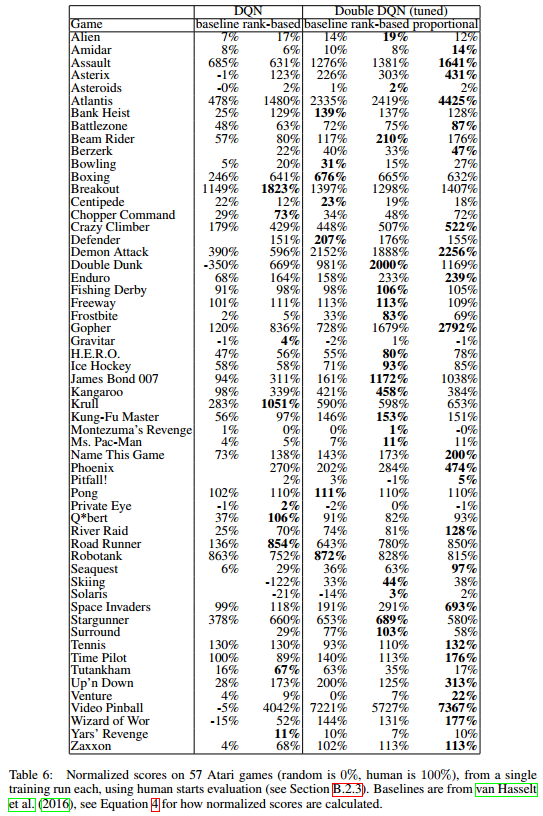 DQN Double DQN (tuned)
Game baseline rank-based baseline rank-based proportional
Alien 7% 17% 14% 19% 12%
Amidar 8% 6% 10% 8% 14%
Assault 685% 631% 1276% 1381% 1641%
Asterix -1% 123% 226% 303% 431%
Asteroids -0% 2% 1% 2% 2%
Atlantis 478% 1480% 2335% 2419% 4425%
Bank Heist 25% 129% 139% 137% 128%
Battlezone 48% 63% 72% 75% 87%
Beam Rider 57% 80% 117% 210% 176%
Berzerk 22% 40% 33% 47%
Bowling 5% 20% 31% 15% 27%
Boxing 246% 641% 676% 665% 632%
Breakout 1149% 1823% 1397% 1298% 1407%
Centipede 22% 12% 23% 19% 18%
Chopper Command 29% 73% 34% 48% 72%
Crazy Climber 179% 429% 448% 507% 522%
Defender 151% 207% 176% 155%
Demon Attack 390% 596% 2152% 1888% 2256%
Double Dunk -350% 669% 981% 2000% 1169%
Enduro 68% 164% 158% 233% 239%
Fishing Derby 91% 98% 98% 106% 105%
Freeway 101% 111% 113% 113% 109%
Frostbite 2% 5% 33% 83% 69%
Gopher 120% 836% 728% 1679% 2792%
Gravitar -1% 4% -2% 1% -1%
H.E.R.O. 47% 56% 55% 80% 78%
Ice Hockey 58% 58% 71% 93% 85%
James Bond 007 94% 311% 161% 1172% 1038%
Kangaroo 98% 339% 421% 458% 384%
Krull 283% 1051% 590% 598% 653%
Kung-Fu Master 56% 97% 146% 153% 151%
Montezuma's Revenge 1% 0% 0% 1% -0%
Ms. Pac-Man 4% 5% 7% 11% 11%
Name This Game 73% 138% 143% 173% 200%
Phoenix 270% 202% 284% 474%
Pitfall! 2% 3% -1% 5%
Pong 102% 110% 111% 110% 110%
Private Eye -1% 2% -2% 0% -1%
Q*bert 37% 106% 91% 82% 93%
River Raid 25% 70% 74% 81% 128%
Road Runner 136% 854% 643% 780% 850%
Robotank 863% 752% 872% 828% 815%
Seaquest 6% 29% 36% 63% 97%
Skiing -122% 33% 44% 38%
Solaris -21% -14% 3% 2%
Space Invaders 99% 118% 191% 291% 693%
Stargunner 378% 660% 653% 689% 580%
Surround 29% 77% 103% 58%
Tennis 130% 130% 93% 110% 132%
Time Pilot 100% 89% 140% 113% 176%
Tutankham 16% 67% 63% 35% 17%
Up'n Down 28% 173% 200% 125% 313%
Venture 4% 9% 0% 7% 22%
Video Pinball -5% 4042% 7221% 5727% 7367%
Wizard of Wor -15% 52% 144% 131% 177%
Yars' Revenge 11% 10% 7% 10%
Zaxxon 4% 68% 102% 113% 113%
Table 6: Normalized scores on 57 Atari games (random is 0%, human is 100%), from a single
training run each, using human starts evaluation (see Section B.2.3). Baselines are from van Hasselt
et al. (2016), see Equation 4 for how normalized scores are calculated.